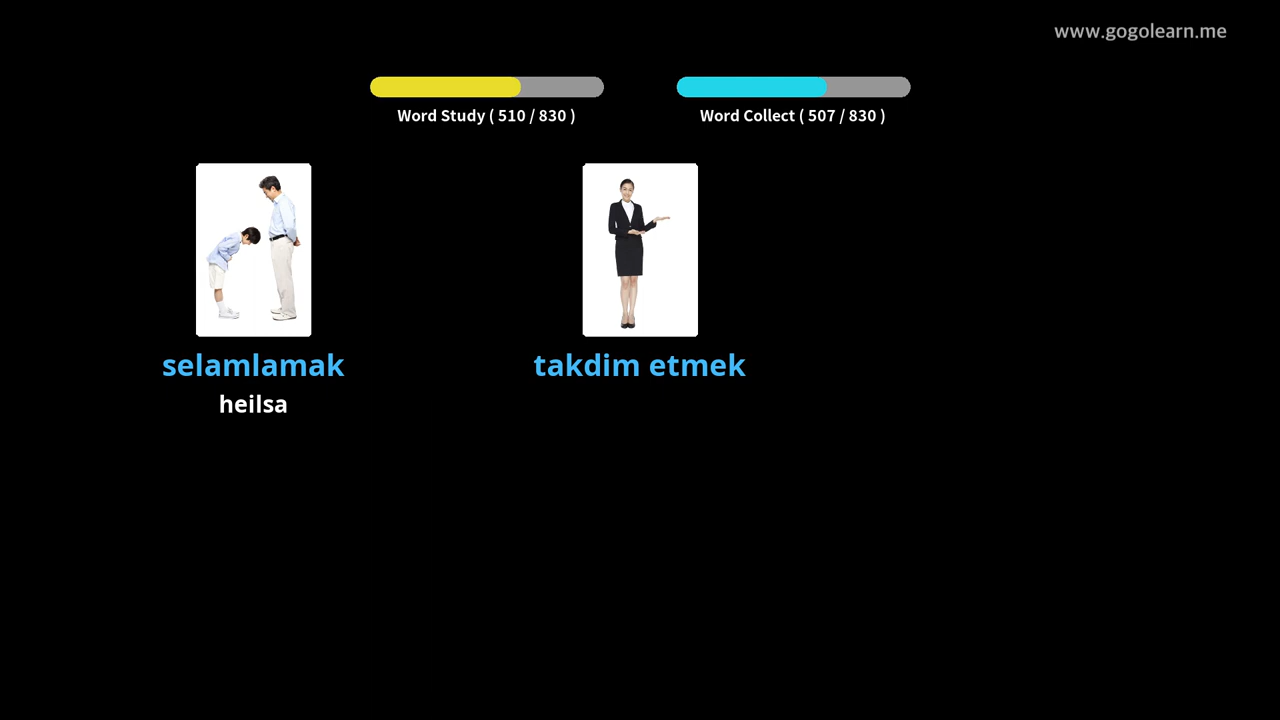 www.gogolearn.me
Word Study ( 510 / 830 )
Word Collect ( 507 / 830 )
selamlamak
heilsa
takdim etmek